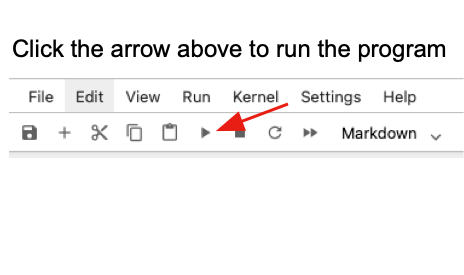 Click the arrow above to run the program
File Edit View Run Kernel Settings Help
Markdown